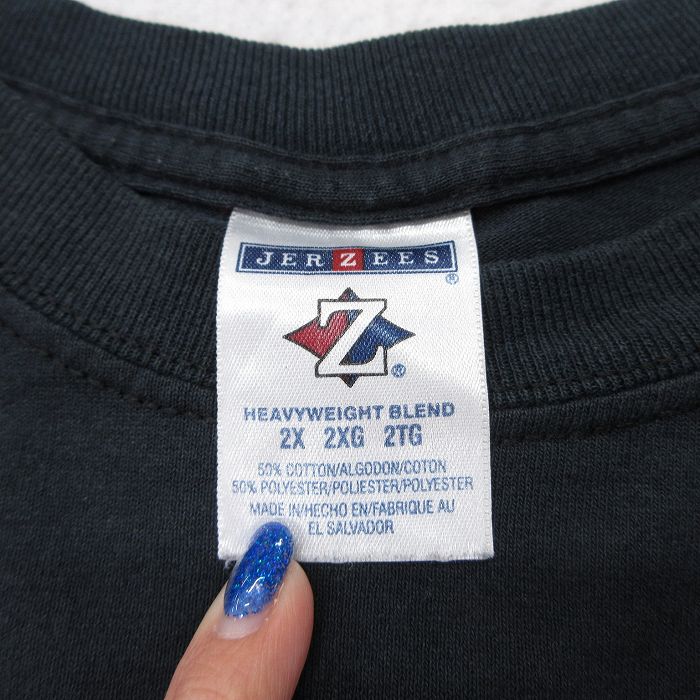 JERZEES
®
Z
®
HEAVYWEIGHT BLEND
2X 2XG 2TG
50% COTTON/ALGODON/COTON
50% POLYESTER/POLIESTER/POLYESTER
MADE IN/HECHO EN/FABRIQUE AU
EL SALVADOR